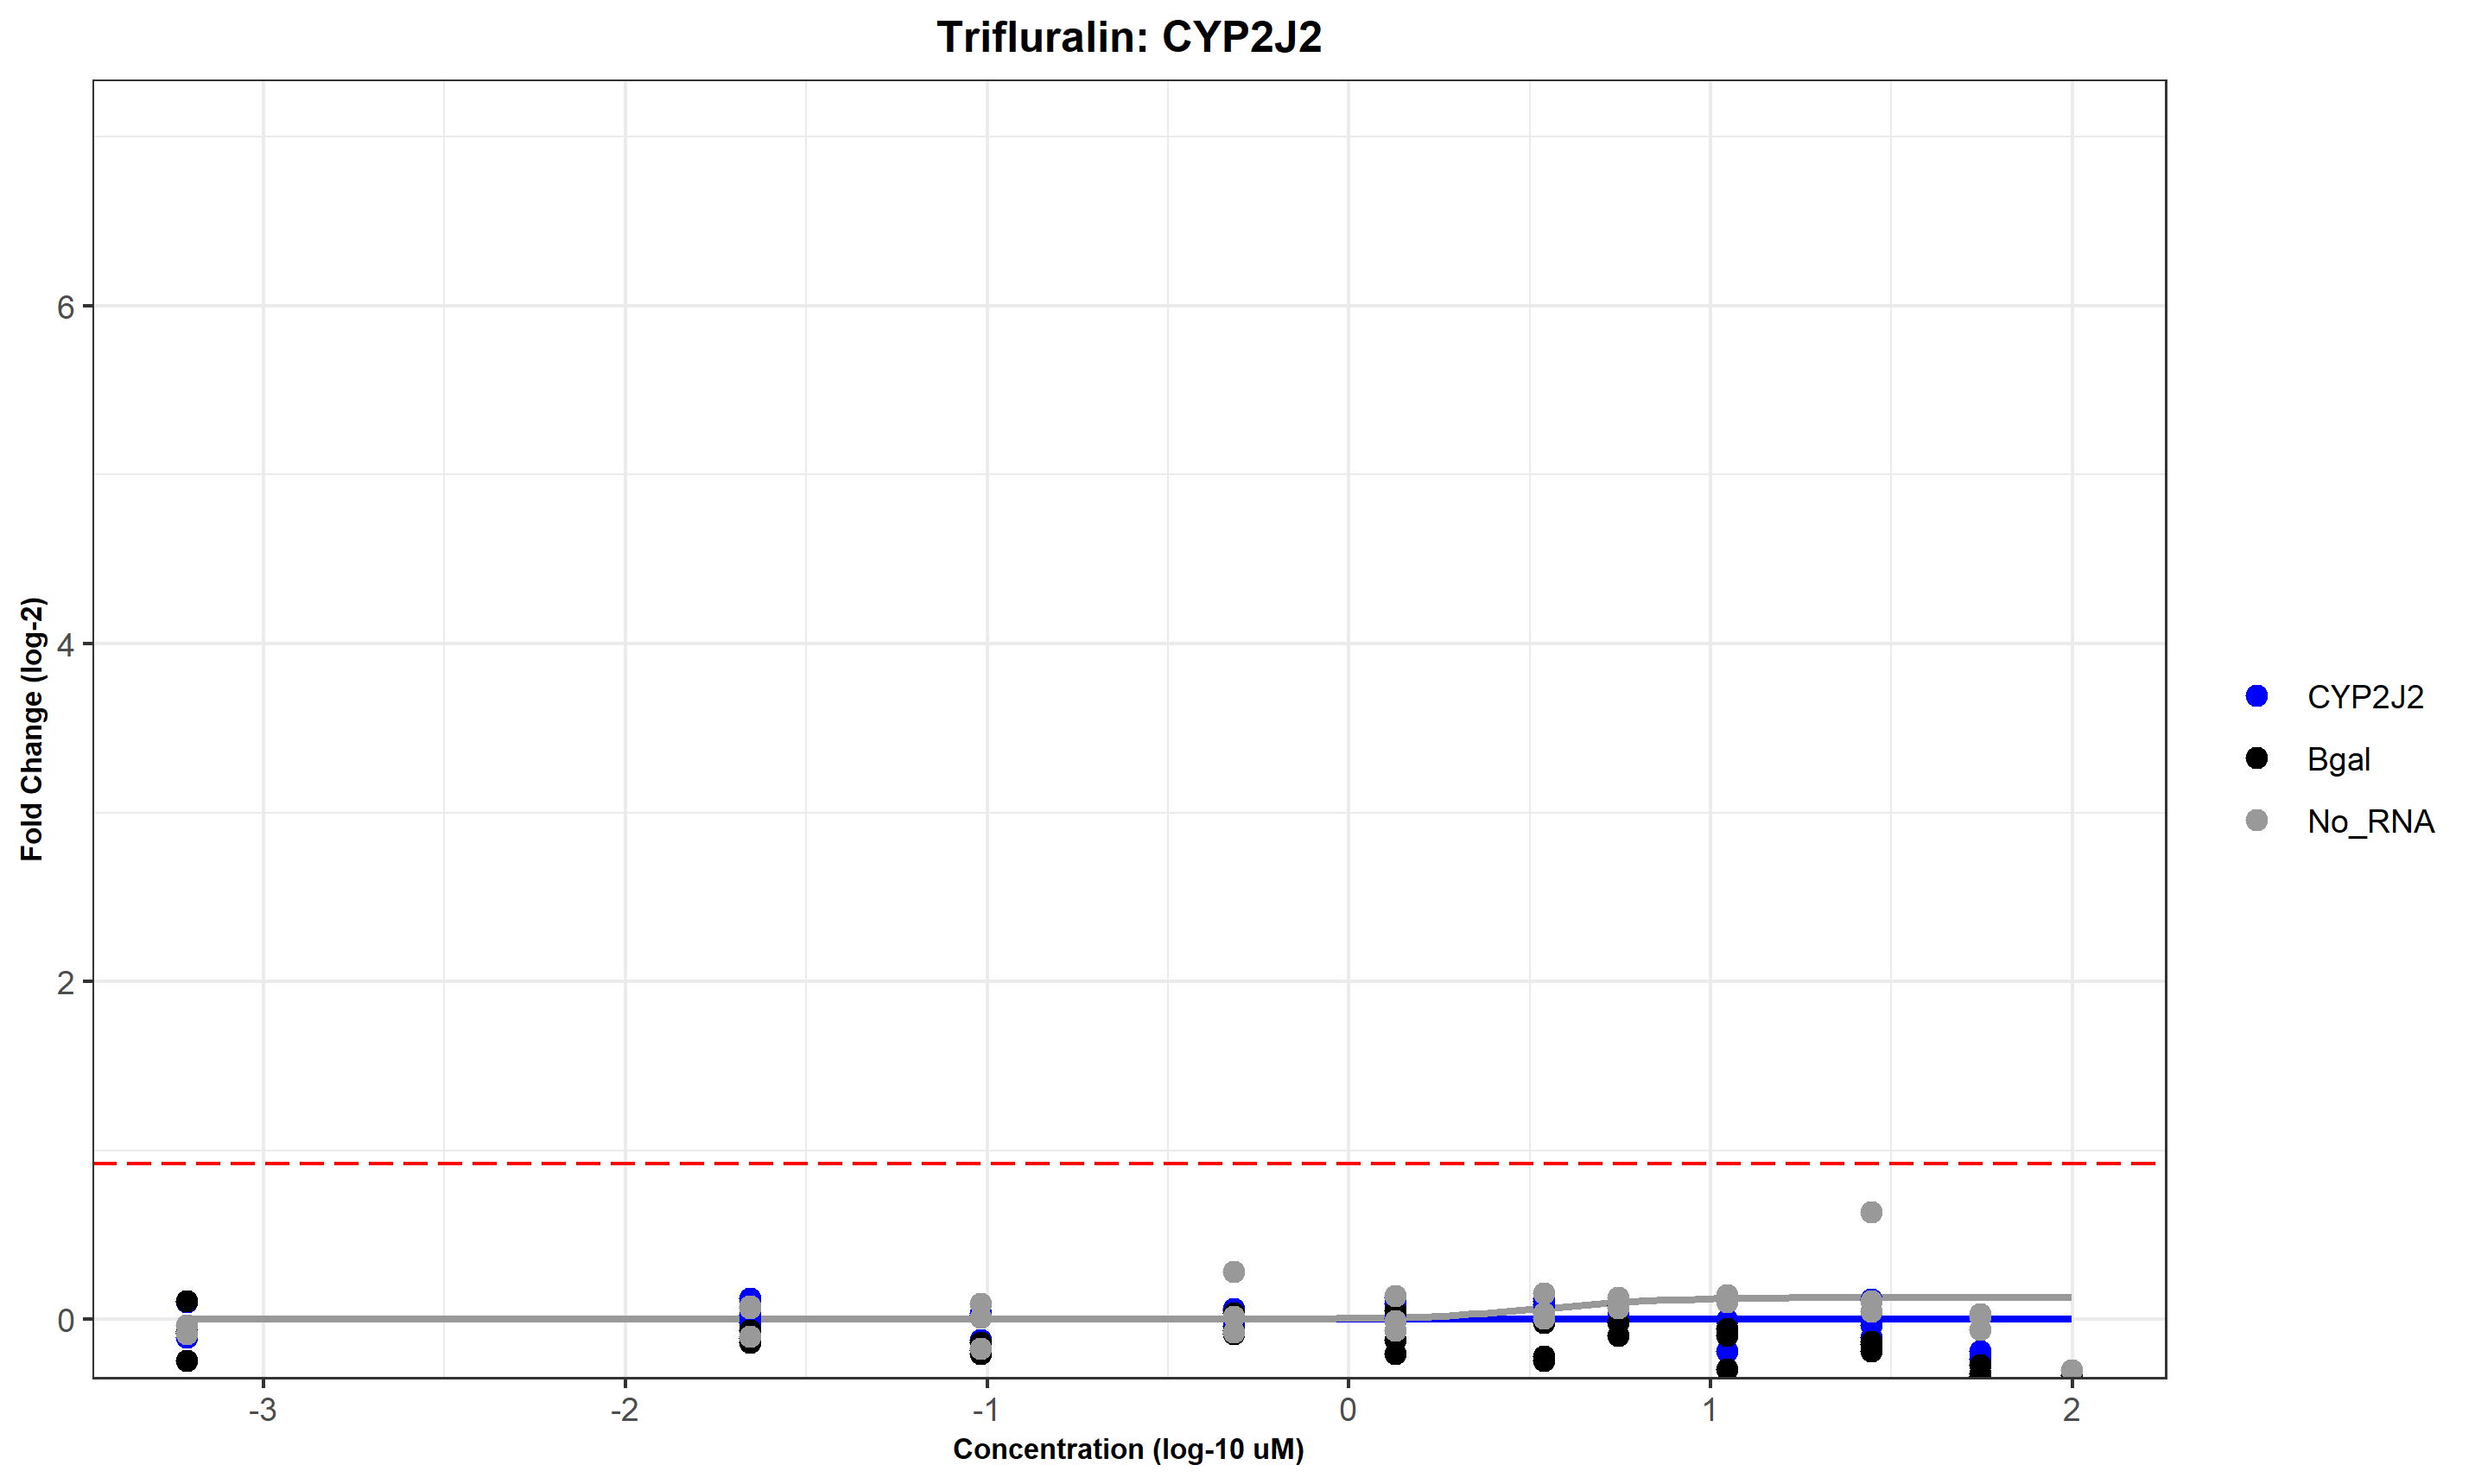 Trifluralin: CYP2J2
Fold Change (log-2)
6
4
2
0
-3
-2
-1
0
1
2
Concentration (log-10 uM)
CYP2J2
Bgal
No_RNA